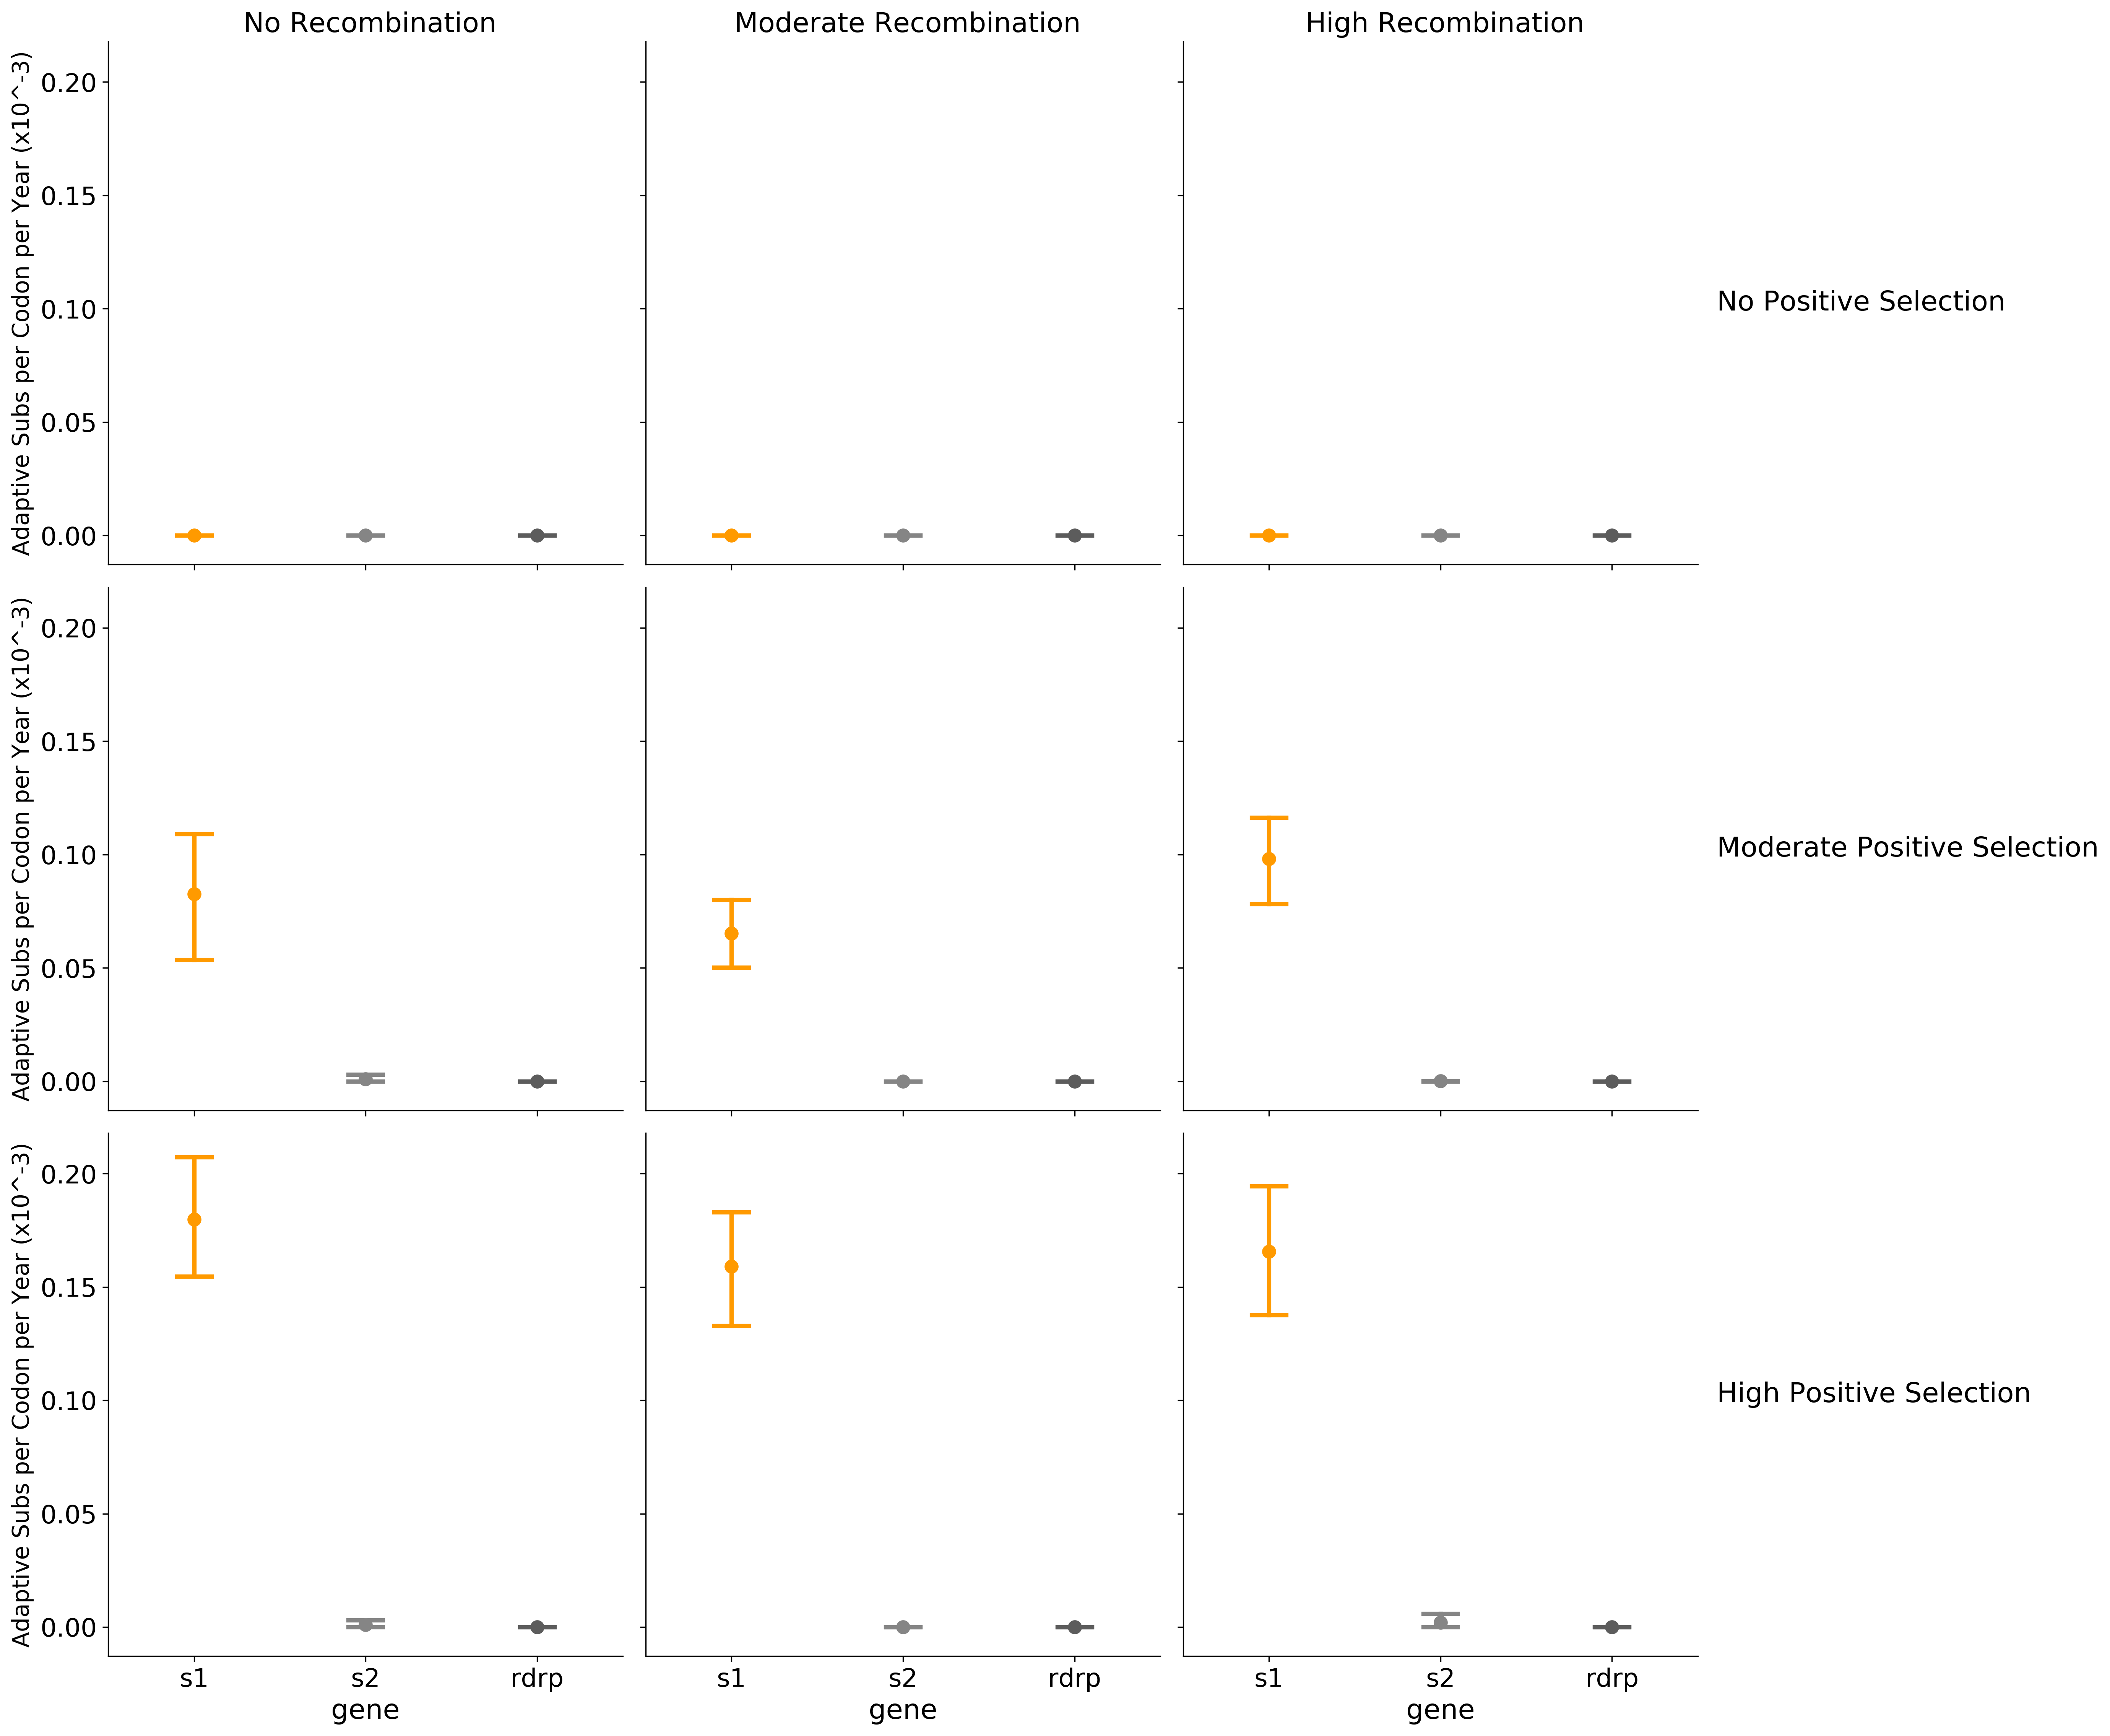 No Recombination
Moderate Recombination
High Recombination
Adaptive Subs per Codon per Year (x10^-3)
0.20
0.15
0.10
0.05
0.00
No Positive Selection
Adaptive Subs per Codon per Year (x10^-3)
0.20
0.15
0.10
0.05
0.00
Moderate Positive Selection
Adaptive Subs per Codon per Year (x10^-3)
0.20
0.15
0.10
0.05
0.00
High Positive Selection
s1 s2 rdrp
gene
s1 s2 rdrp
gene
s1 s2 rdrp
gene